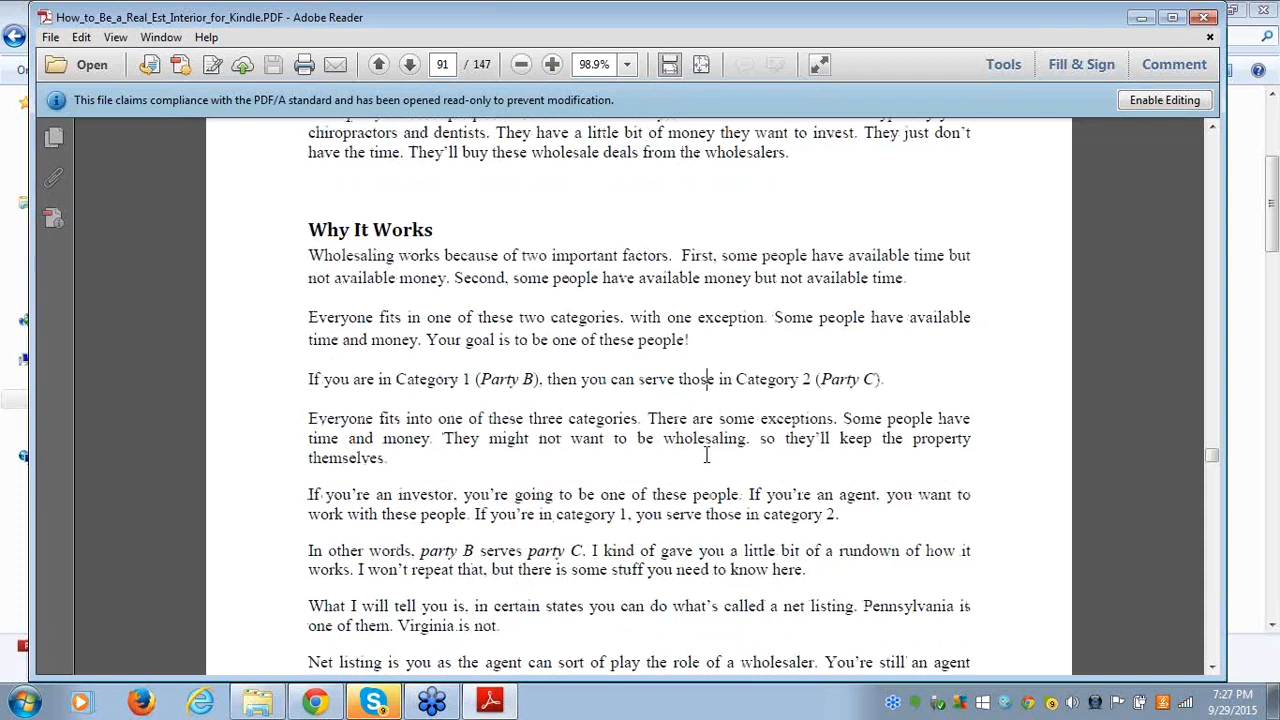 How_to_Be_a_Real_Est_Interior_for_Kindle.PDF - Adobe Reader
File Edit View Window Help
Open 91 / 147 98.9% Tools Fill & Sign Comment
This file claims compliance with the PDF/A standard and has been opened read-only to prevent modification. Enable Editing
chiropractors and dentists. They have a little bit of money they want to invest. They just don't
have the time. They'll buy these wholesale deals from the wholesalers.
Why It Works
Wholesaling works because of two important factors. First, some people have available time but
not available money. Second, some people have available money but not available time.
Everyone fits in one of these two categories, with one exception. Some people have available
time and money. Your goal is to be one of these people!
If you are in Category 1 (Party B), then you can serve those in Category 2 (Party C).
Everyone fits into one of these three categories. There are some exceptions. Some people have
time and money. They might not want to be wholesaling, so they'll keep the property
themselves.
If you're an investor, you're going to be one of these people. If you're an agent, you want to
work with these people. If you're in category 1, you serve those in category 2.
In other words, party B serves party C. I kind of gave you a little bit of a rundown of how it
works. I won't repeat that, but there is some stuff you need to know here.
What I will tell you is, in certain states you can do what's called a net listing. Pennsylvania is
one of them. Virginia is not.
Net listing is you as the agent can sort of play the role of a wholesaler. You're still an agent
7:27 PM
9/29/2015